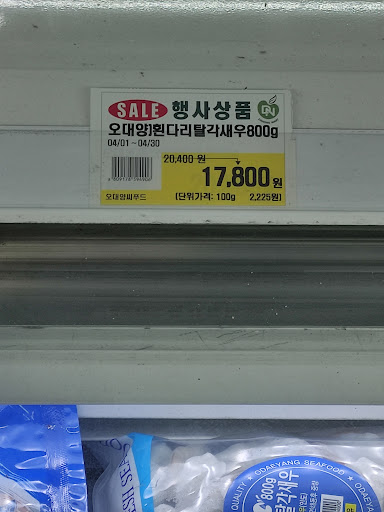 SALE 행사상품
오대양)흰다리탈각새우800g
04/01 ~ 04/30
20,400 원
17,800 원
오대양씨푸드 (단위가격: 100g 2,225원)
ODAEYANG SEAFOOD
QUALITY
800g
탈각새우